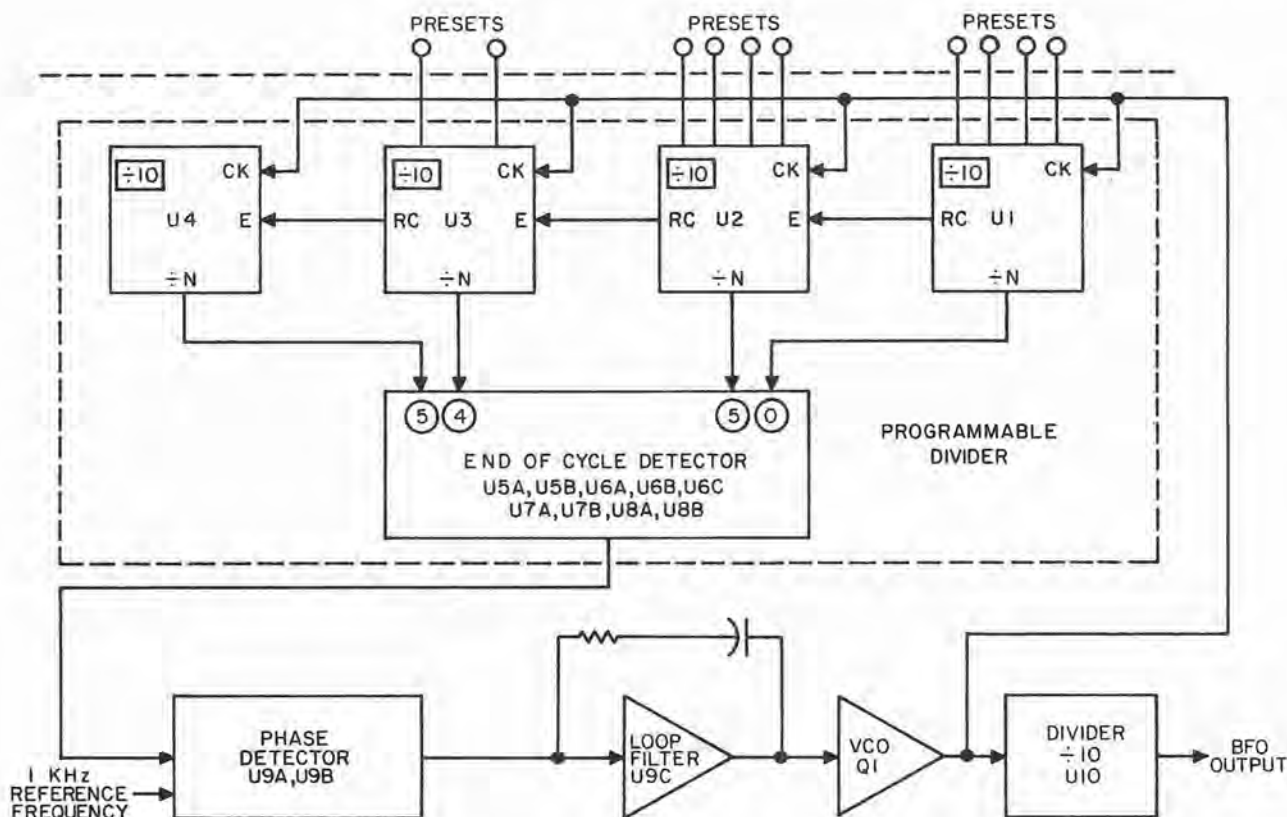 PRESETS
PRESETS
PRESETS
÷10
CK
U4
E
÷N
÷10
CK
RC
U3
E
÷N
÷10
CK
RC
U2
E
÷N
÷10
CK
RC
U1
÷N
5
4
5
0
END OF CYCLE DETECTOR
U5A, U5B, U6A, U6B, U6C
U7A, U7B, U8A, U8B
PROGRAMMABLE
DIVIDER
1 KHz
REFERENCE
FREQUENCY
PHASE
DETECTOR
U9A, U9B
LOOP
FILTER
U9C
VCO
Q1
DIVIDER
÷10
U10
BFO
OUTPUT